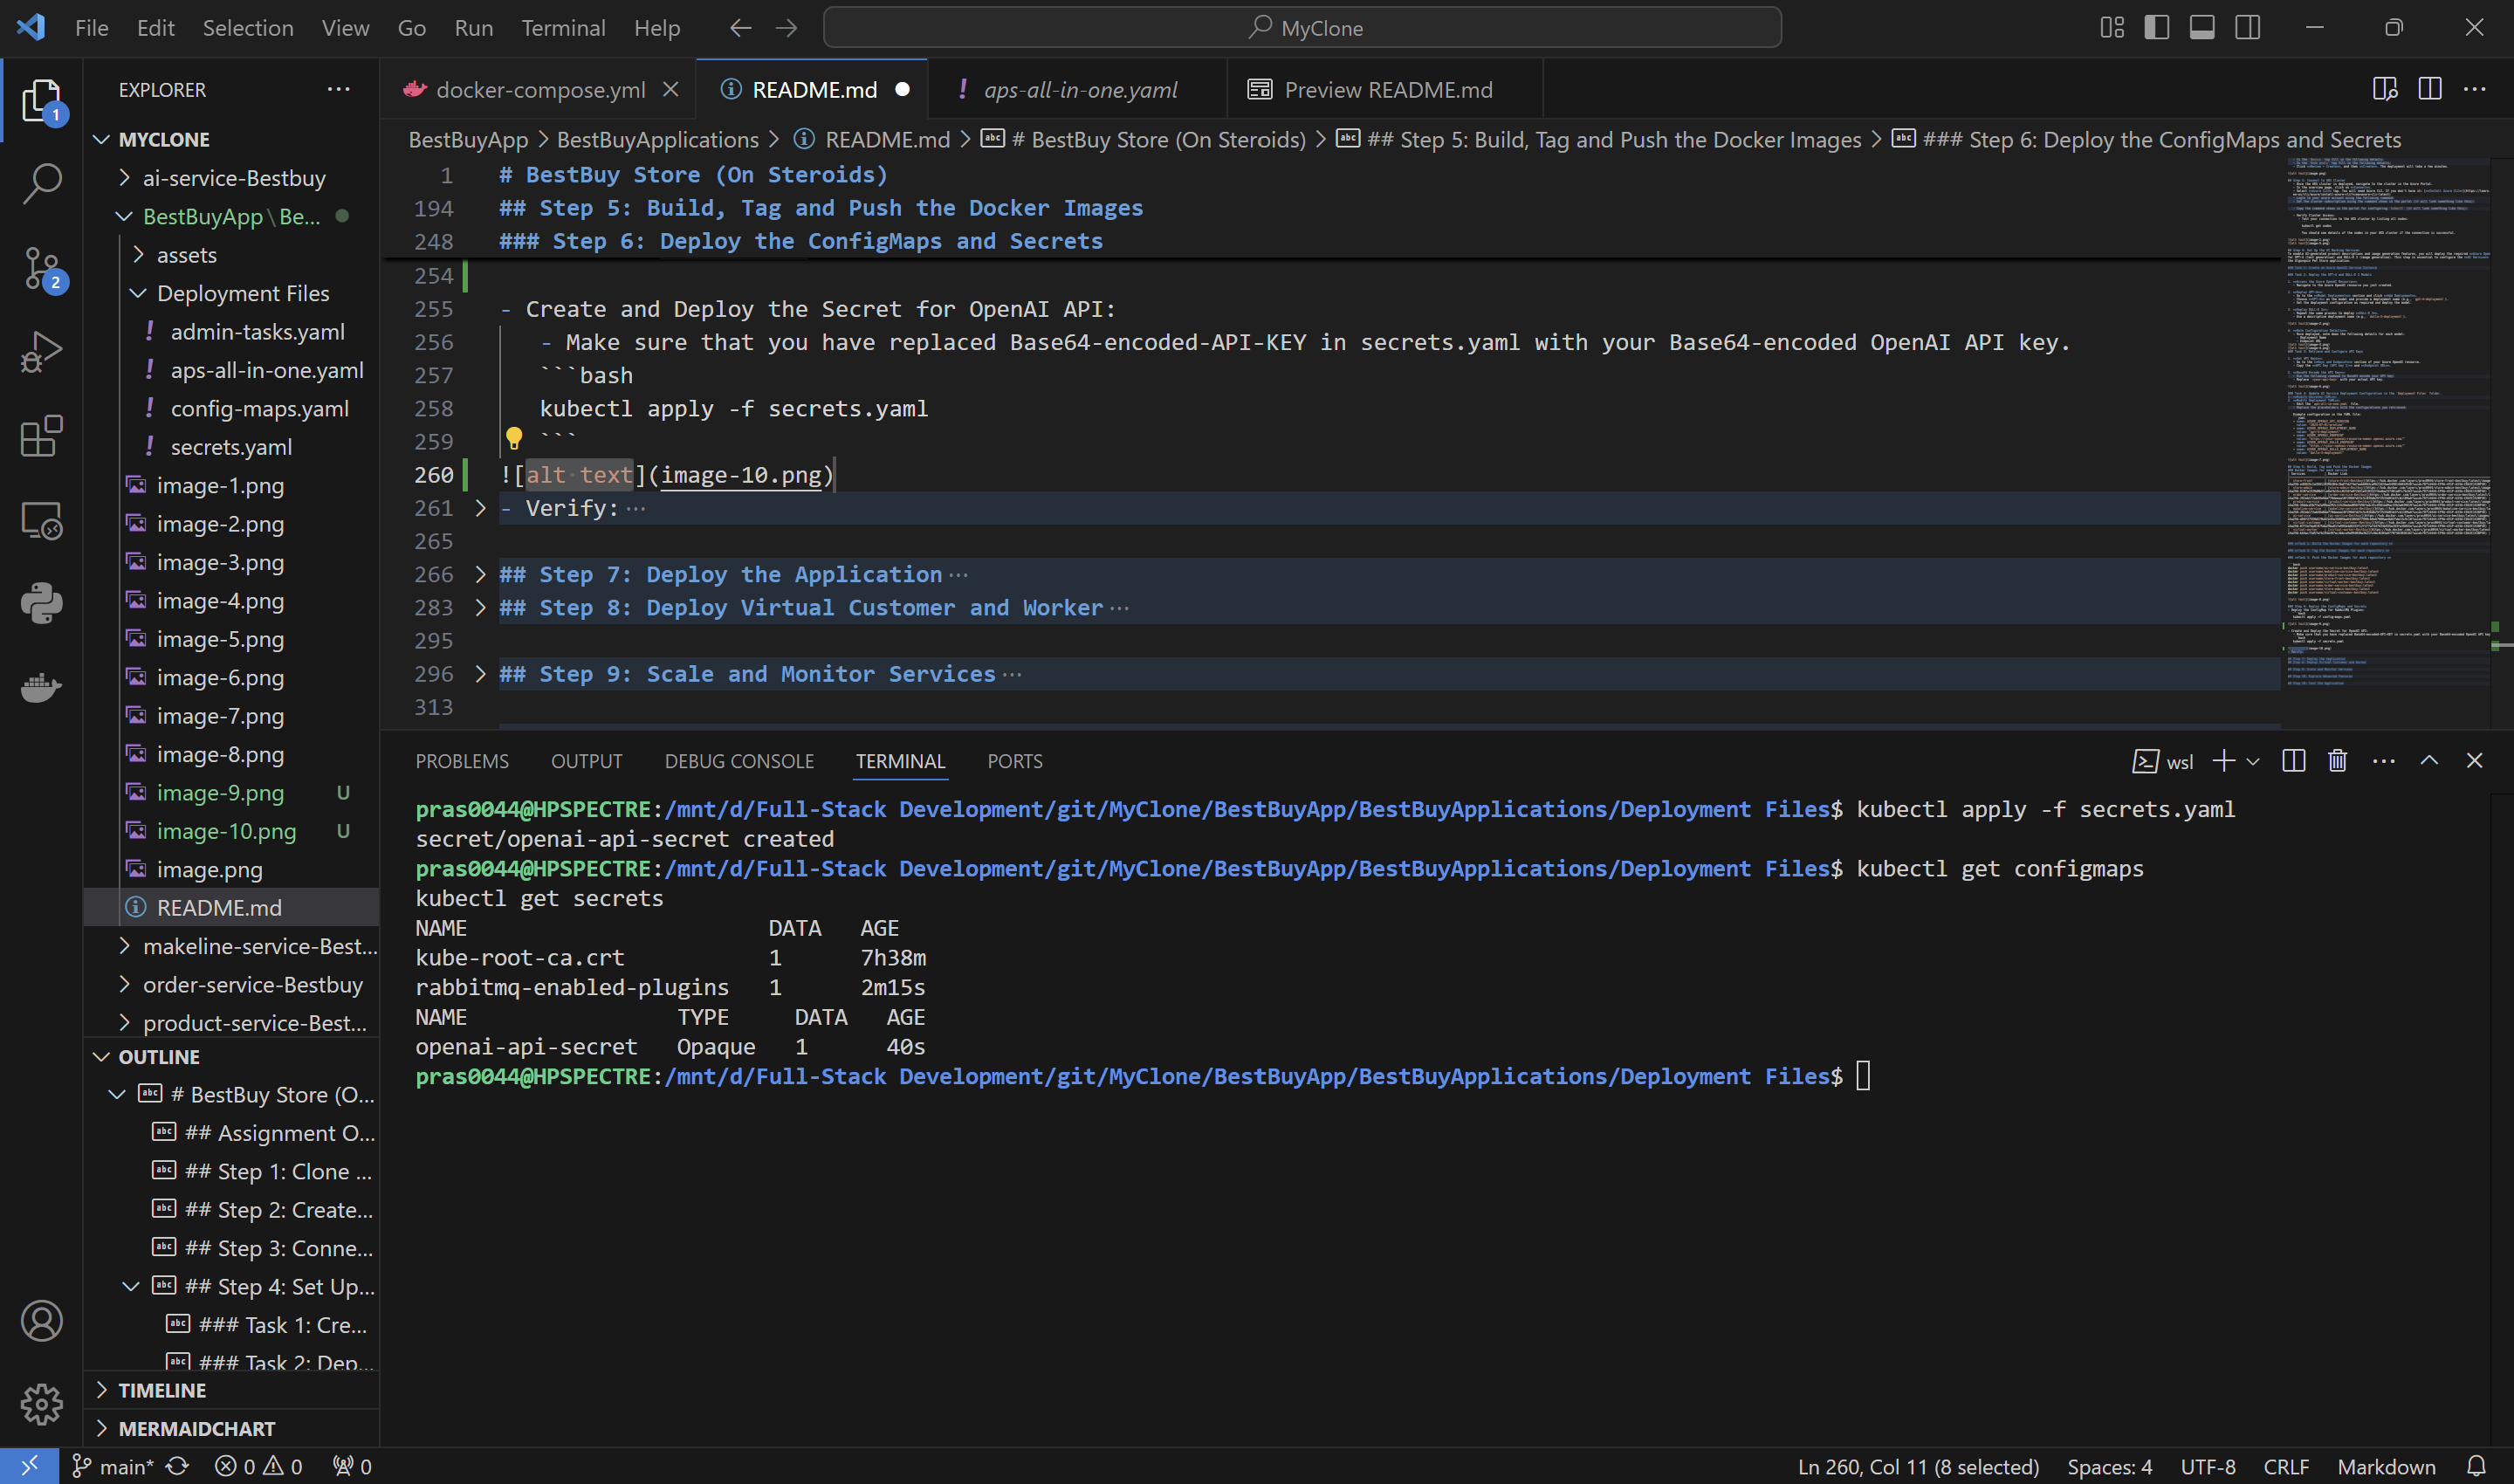 File Edit Selection View Go Run Terminal Help MyClone
EXPLORER
MYCLONE
ai-service-Bestbuy
BestBuyApp\Be...
assets
Deployment Files
admin-tasks.yaml
aps-all-in-one.yaml
config-maps.yaml
secrets.yaml
image-1.png
image-2.png
image-3.png
image-4.png
image-5.png
image-6.png
image-7.png
image-8.png
image-9.png U
image-10.png U
image.png
README.md
makeline-service-Best...
order-service-Bestbuy
product-service-Best...
OUTLINE
# BestBuy Store (O...
## Assignment O...
## Step 1: Clone ...
## Step 2: Create...
## Step 3: Conne...
## Step 4: Set Up...
### Task 1: Cre...
### Task 2: Dep...
TIMELINE
MERMAIDCHART
1
2
docker-compose.yml README.md aps-all-in-one.yaml Preview README.md
BestBuyApp > BestBuyApplications > README.md > # BestBuy Store (On Steroids) > ## Step 5: Build, Tag and Push the Docker Images > ### Step 6: Deploy the ConfigMaps and Secrets
1 # BestBuy Store (On Steroids)
194 ## Step 5: Build, Tag and Push the Docker Images
248 ### Step 6: Deploy the ConfigMaps and Secrets
254
255 - Create and Deploy the Secret for OpenAI API:
256 - Make sure that you have replaced Base64-encoded-API-KEY in secrets.yaml with your Base64-encoded OpenAI API key.
257 ```bash
258 kubectl apply -f secrets.yaml
259 ```
260 ![alt text](image-10.png)
261 - Verify:...
265
266 ## Step 7: Deploy the Application...
283 ## Step 8: Deploy Virtual Customer and Worker...
295
296 ## Step 9: Scale and Monitor Services...
313
PROBLEMS OUTPUT DEBUG CONSOLE TERMINAL PORTS wsl
pras0044@HPSPECTRE:/mnt/d/Full-Stack Development/git/MyClone/BestBuyApp/BestBuyApplications/Deployment Files$ kubectl apply -f secrets.yaml
secret/openai-api-secret created
pras0044@HPSPECTRE:/mnt/d/Full-Stack Development/git/MyClone/BestBuyApp/BestBuyApplications/Deployment Files$ kubectl get configmaps
kubectl get secrets
NAME DATA AGE
kube-root-ca.crt 1 7h38m
rabbitmq-enabled-plugins 1 2m15s
NAME TYPE DATA AGE
openai-api-secret Opaque 1 40s
pras0044@HPSPECTRE:/mnt/d/Full-Stack Development/git/MyClone/BestBuyApp/BestBuyApplications/Deployment Files$
main* 0 0 0 Ln 260, Col 11 (8 selected) Spaces: 4 UTF-8 CRLF Markdown